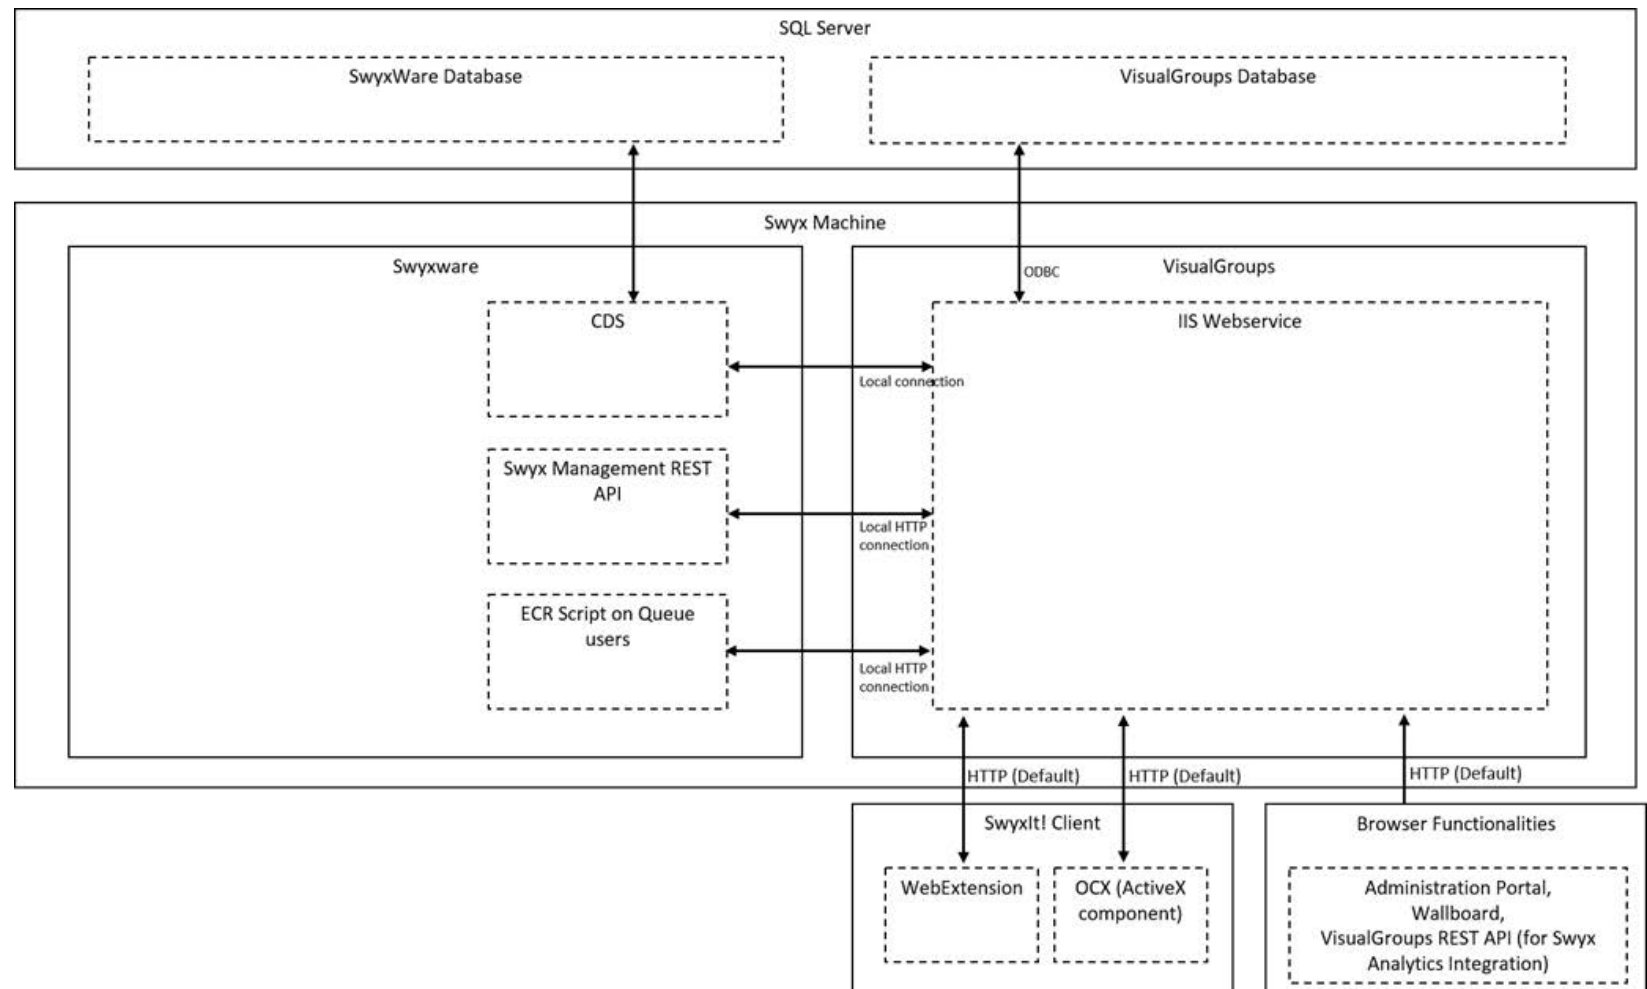 SQL Server
SwyxWare Database
VisualGroups Database
Swyx Machine
Swyxware
VisualGroups
ODBC
CDS
IIS Webservice
Local connection
Swyx Management REST
API
Local HTTP
connection
ECR Script on Queue
users
Local HTTP
connection
HTTP (Default)
HTTP (Default)
HTTP (Default)
SwyxIt! Client
Browser Functionalities
WebExtension
OCX (ActiveX
component)
Administration Portal,
Wallboard,
VisualGroups REST API (for Swyx
Analytics Integration)